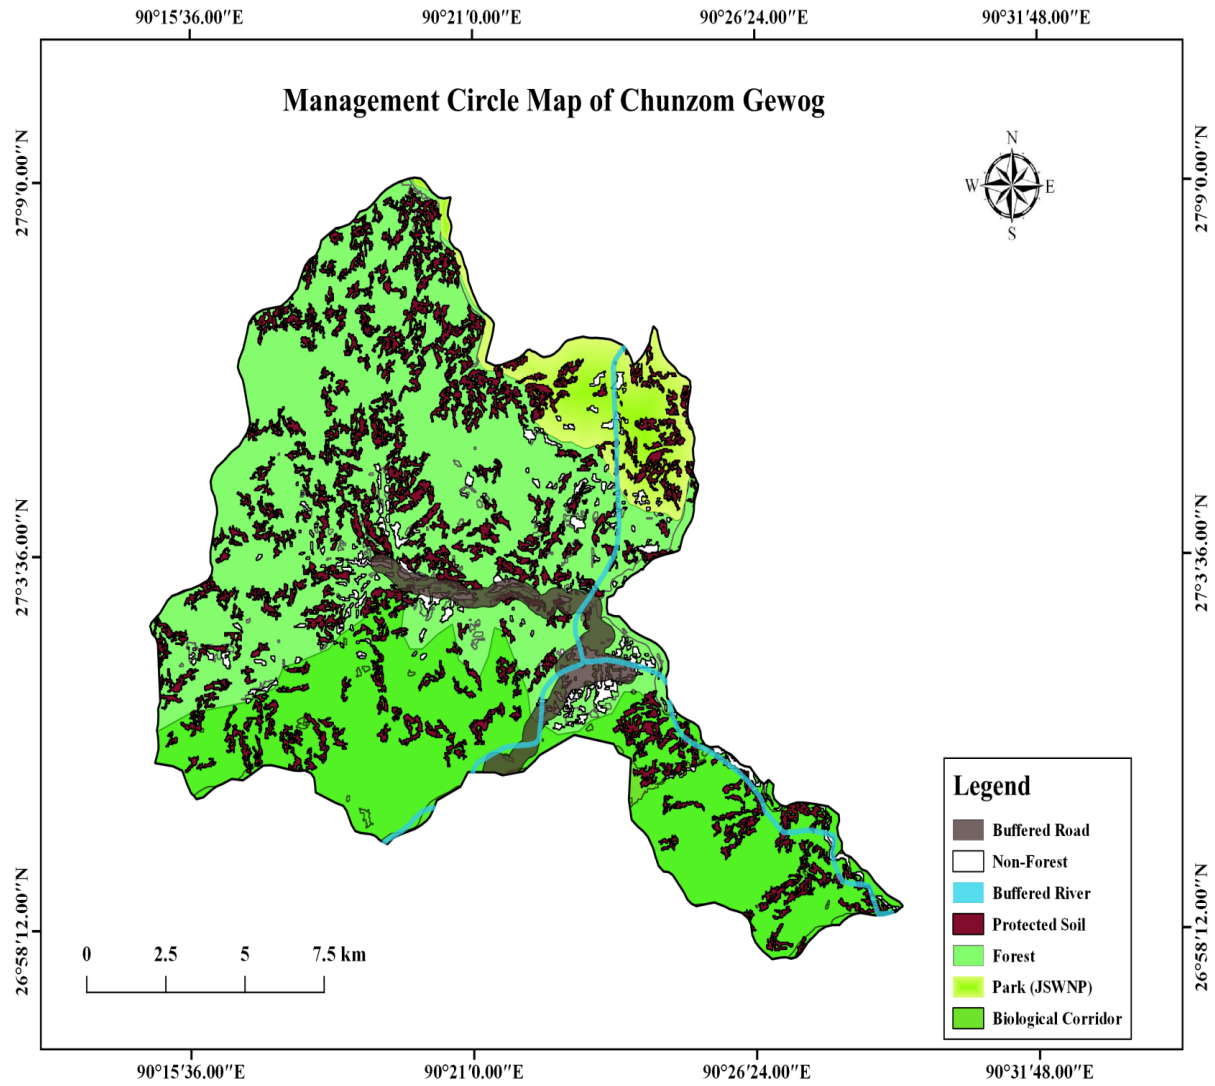 90°15′36.00″E 90°21′0.00″E 90°26′24.00″E 90°31′48.00″E
Management Circle Map of Chunzom Gewog
N
W E
S
27°9′0.00″N 27°9′0.00″N
27°3′36.00″N 27°3′36.00″N
26°58′12.00″N 26°58′12.00″N
Legend
Buffered Road
Non-Forest
Buffered River
Protected Soil
Forest
Park (JSWNP)
Biological Corridor
0 2.5 5 7.5 km
90°15′36.00″E 90°21′0.00″E 90°26′24.00″E 90°31′48.00″E